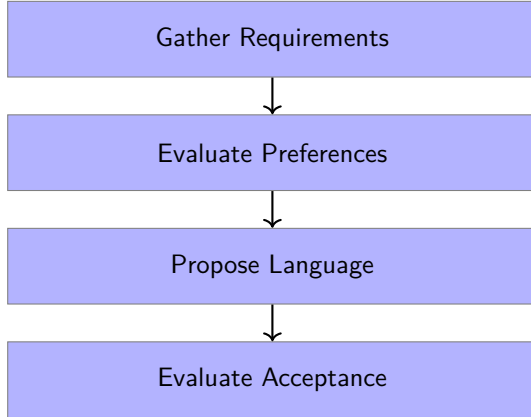 Gather Requirements
Evaluate Preferences
Propose Language
Evaluate Acceptance